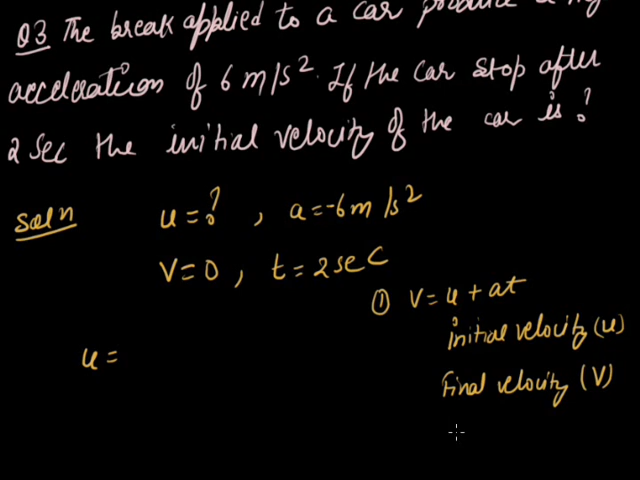 Q3 The break applied to a car produce a
acceleration of 6 m/s². If the car stop after
2 sec the initial velocity of the car is?
Soln
u = ? , a = -6m/s²
V = 0 , t = 2 sec
① V = u + at
initial velocity (u)
Final velocity (V)
u =